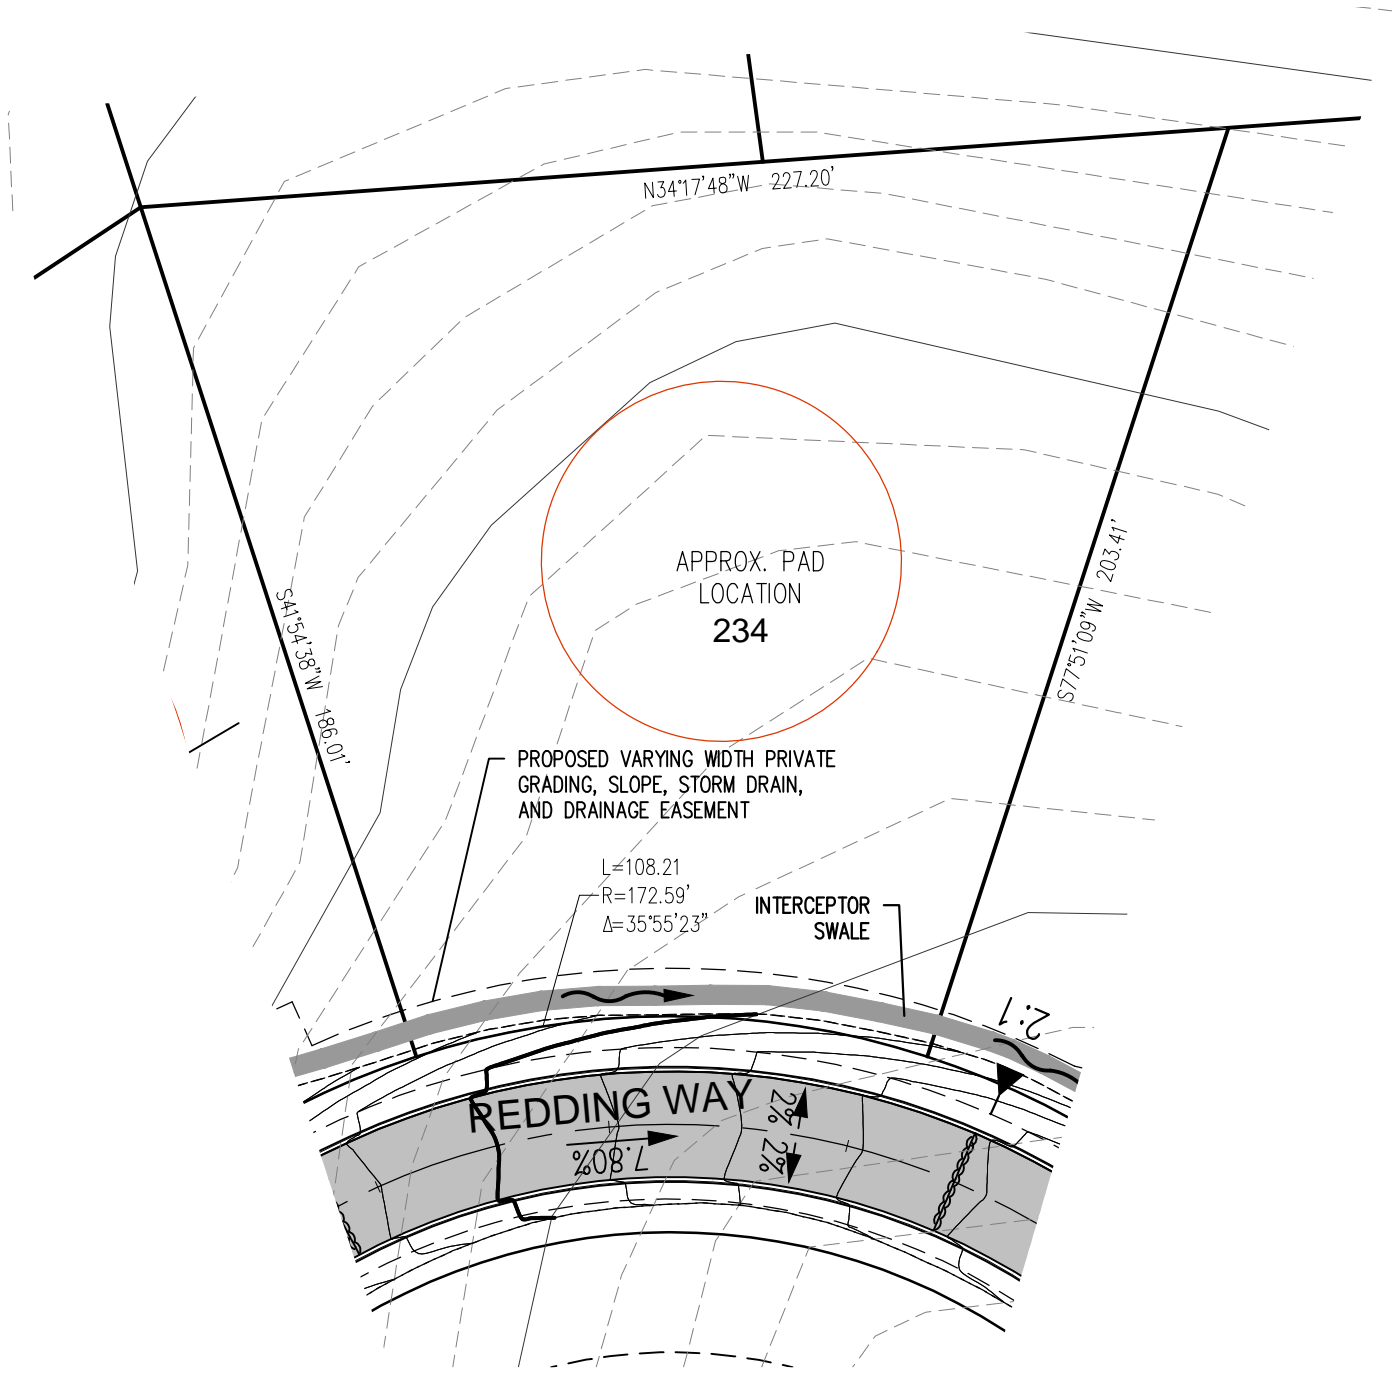 N34°17'48"W 227.20'
APPROX. PAD
LOCATION
234
S77°51'09"W 203.41'
S41°54'38"W 186.01'
PROPOSED VARYING WIDTH PRIVATE
GRADING, SLOPE, STORM DRAIN,
AND DRAINAGE EASEMENT
L=108.21
R=172.59'
Δ=35°55'23"
INTERCEPTOR
SWALE
2:1
REDDING WAY
2%
2%
7.80%